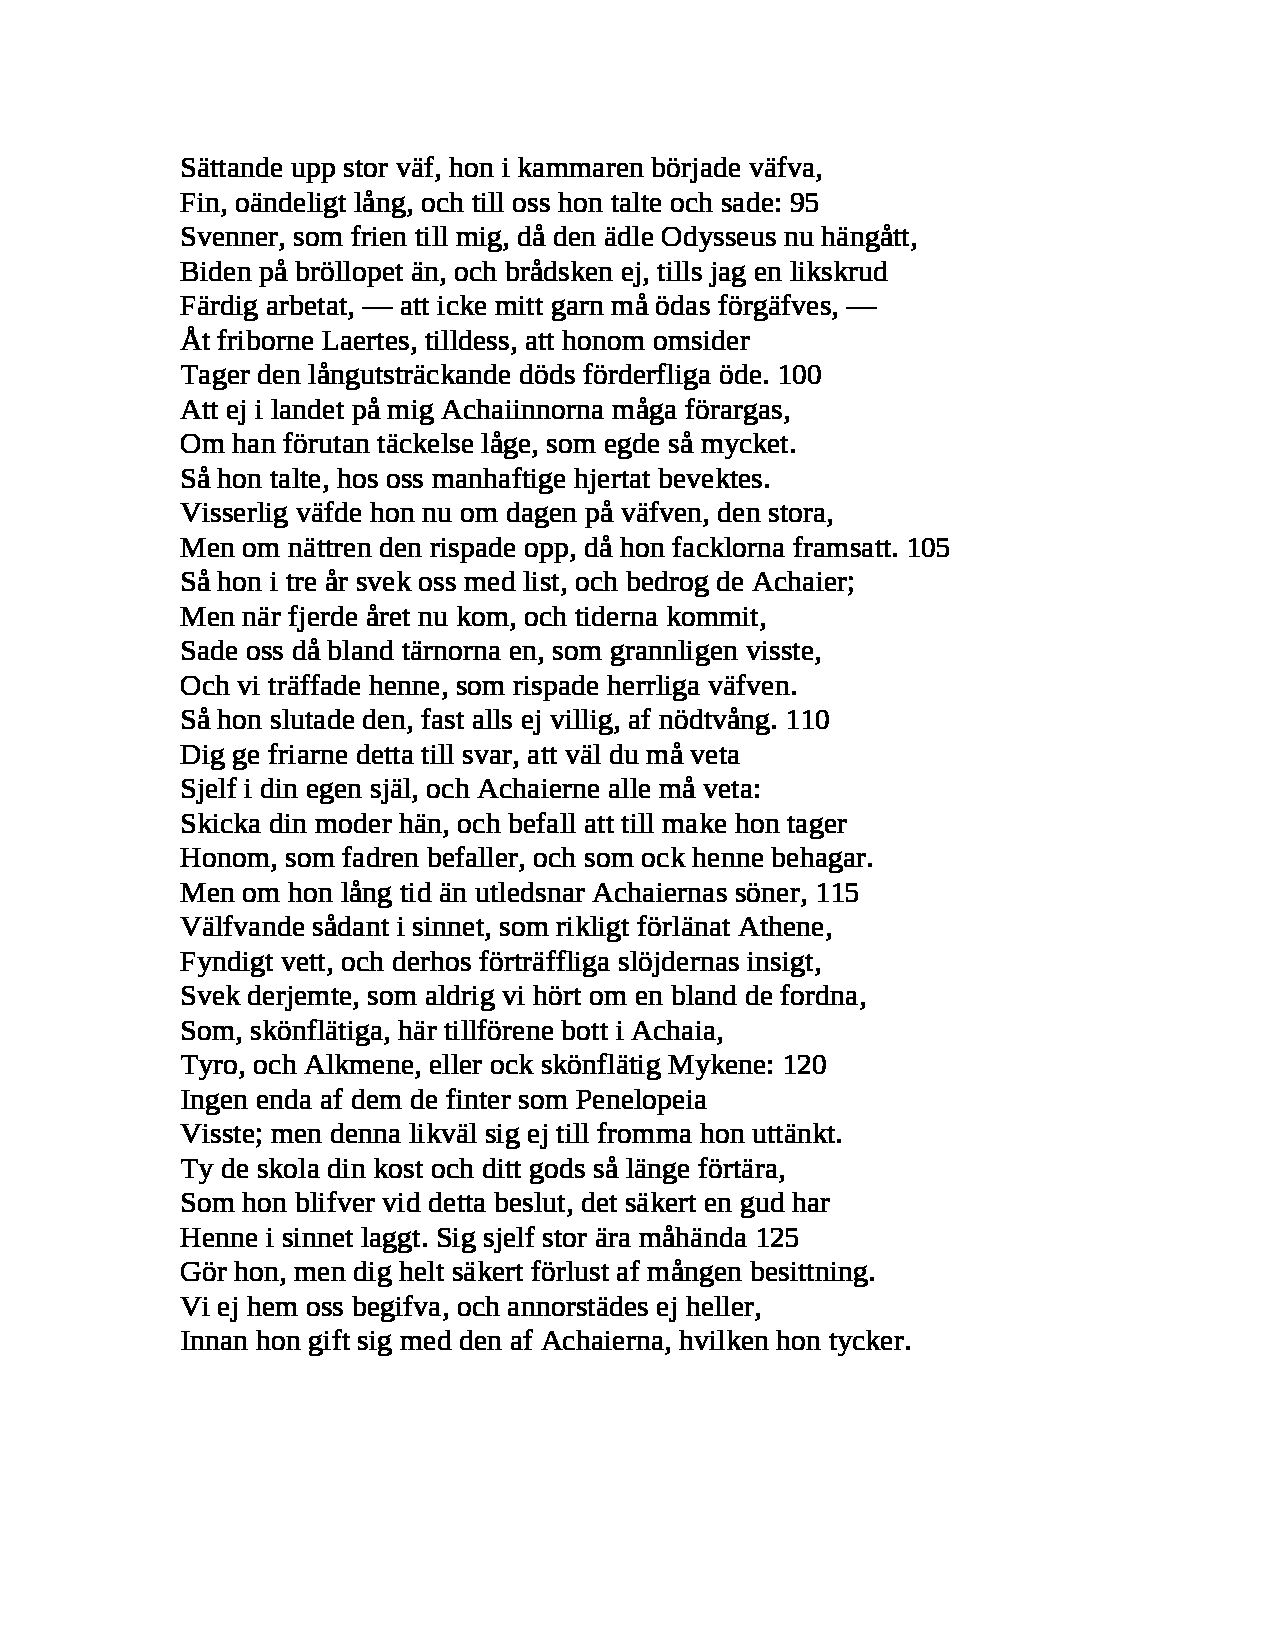 Sättande upp stor väf, hon i kammaren började väfva,
Fin, oändeligt lång, och till oss hon talte och sade: 95
Svenner, som frien till mig, då den ädle Odysseus nu hängått,
Biden på bröllopet än, och brådsken ej, tills jag en likskrud
Färdig arbetat, — att icke mitt garn må ödas förgäfves, —
Åt friborne Laertes, tilldess, att honom omsider
Tager den långutsträckande döds förderfliga öde. 100
Att ej i landet på mig Achaiinnorna måga förargas,
Om han förutan täckelse låge, som egde så mycket.
Så hon talte, hos oss manhaftige hjertat bevektes.
Visserlig väfde hon nu om dagen på väfven, den stora,
Men om nättren den rispade opp, då hon facklorna framsatt. 105
Så hon i tre år svek oss med list, och bedrog de Achaier;
Men när fjerde året nu kom, och tiderna kommit,
Sade oss då bland tärnorna en, som grannligen visste,
Och vi träffade henne, som rispade herrliga väfven.
Så hon slutade den, fast alls ej villig, af nödtvång. 110
Dig ge friarne detta till svar, att väl du må veta
Sjelf i din egen själ, och Achaierne alle må veta:
Skicka din moder hän, och befall att till make hon tager
Honom, som fadren befaller, och som ock henne behagar.
Men om hon lång tid än utledsnar Achaiernas söner, 115
Välfvande sådant i sinnet, som rikligt förlänat Athene,
Fyndigt vett, och derhos förträffliga slöjdernas insigt,
Svek derjemte, som aldrig vi hört om en bland de fordna,
Som, skönflätiga, här tillförene bott i Achaia,
Tyro, och Alkmene, eller ock skönflätig Mykene: 120
Ingen enda af dem de finter som Penelopeia
Visste; men denna likväl sig ej till fromma hon uttänkt.
Ty de skola din kost och ditt gods så länge förtära,
Som hon blifver vid detta beslut, det säkert en gud har
Henne i sinnet laggt. Sig sjelf stor ära måhända 125
Gör hon, men dig helt säkert förlust af mången besittning.
Vi ej hem oss begifva, och annorstädes ej heller,
Innan hon gift sig med den af Achaierna, hvilken hon tycker.